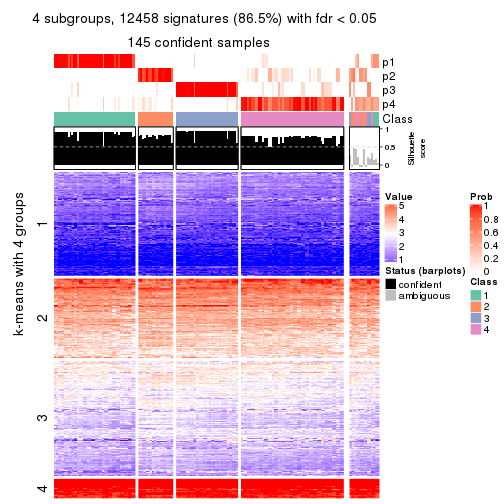 4 subgroups, 12458 signatures (86.5%) with fdr < 0.05
145 confident samples
p1
p2
p3
p4
Class
1
0.5
0
Silhouette
score
k-means with 4 groups
1
2
3
4
Value
5
4
3
2
1
Status (barplots)
confident
ambiguous
Prob
1
0.8
0.6
0.4
0.2
0
Class
1
2
3
4